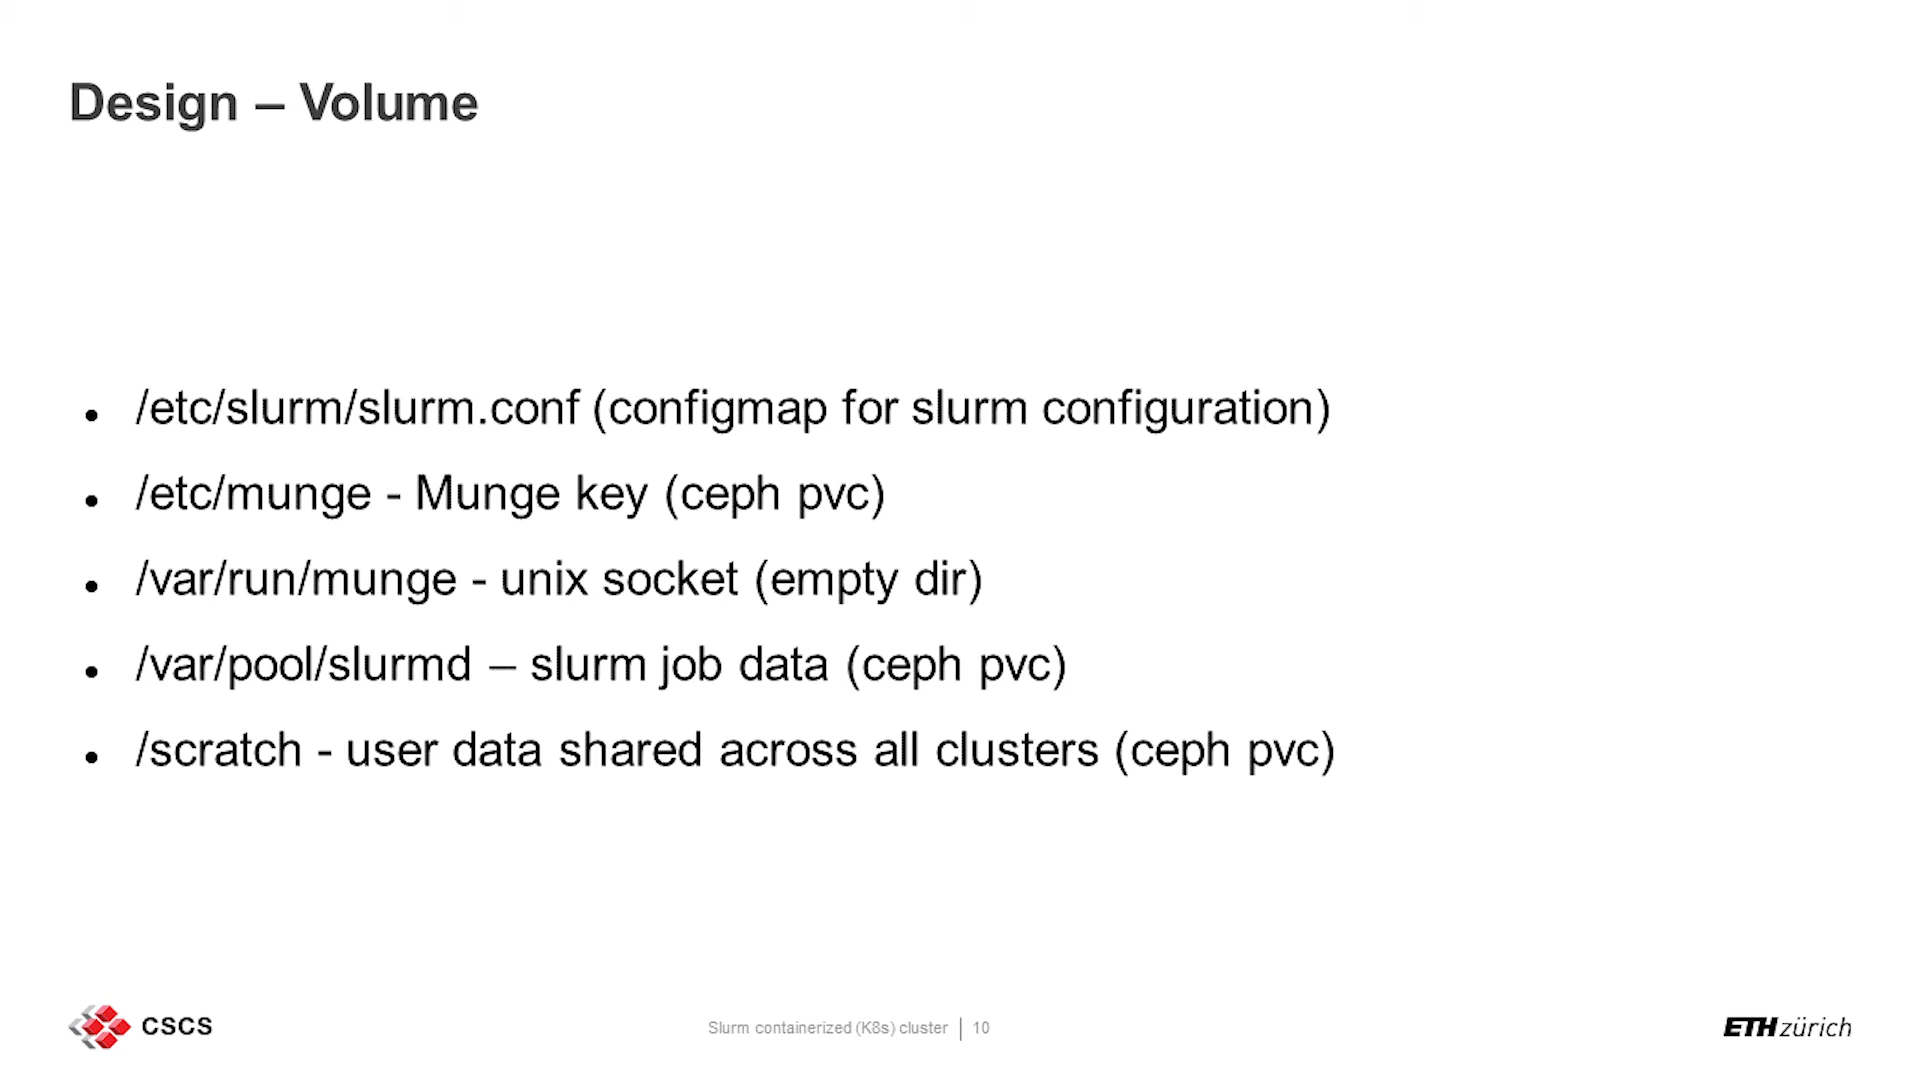 Design – Volume
/etc/slurm/slurm.conf (configmap for slurm configuration)
/etc/munge - Munge key (ceph pvc)
/var/run/munge - unix socket (empty dir)
/var/pool/slurmd – slurm job data (ceph pvc)
/scratch - user data shared across all clusters (ceph pvc)
CSCS
Slurm containerized (K8s) cluster | 10
ETH zürich